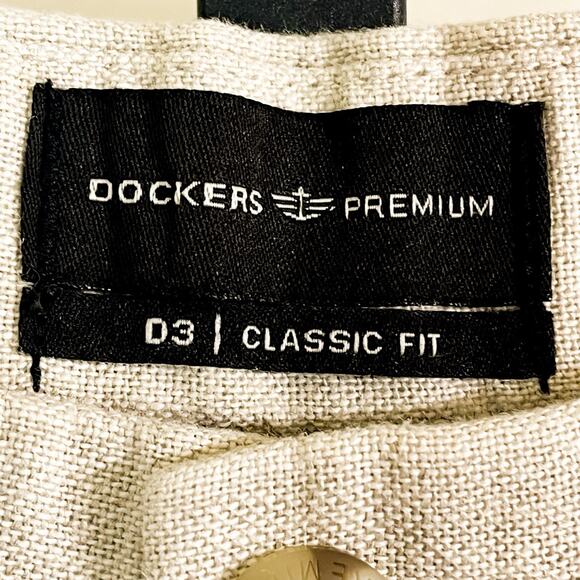 DOCKERS PREMIUM
D3 | CLASSIC FIT